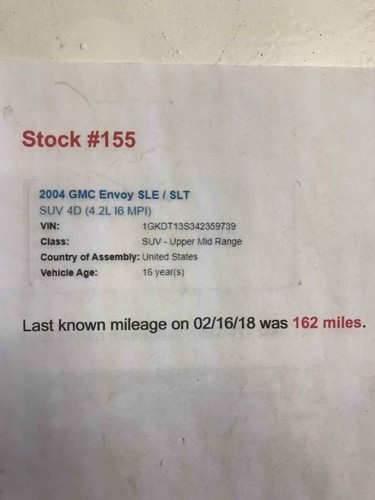 Stock #155
2004 GMC Envoy SLE / SLT
SUV 4D (4.2L I6 MPI)
VIN: 1GKDT13S342359739
Class: SUV - Upper Mid Range
Country of Assembly: United States
Vehicle Age: 16 year(s)
Last known mileage on 02/16/18 was 162 miles.